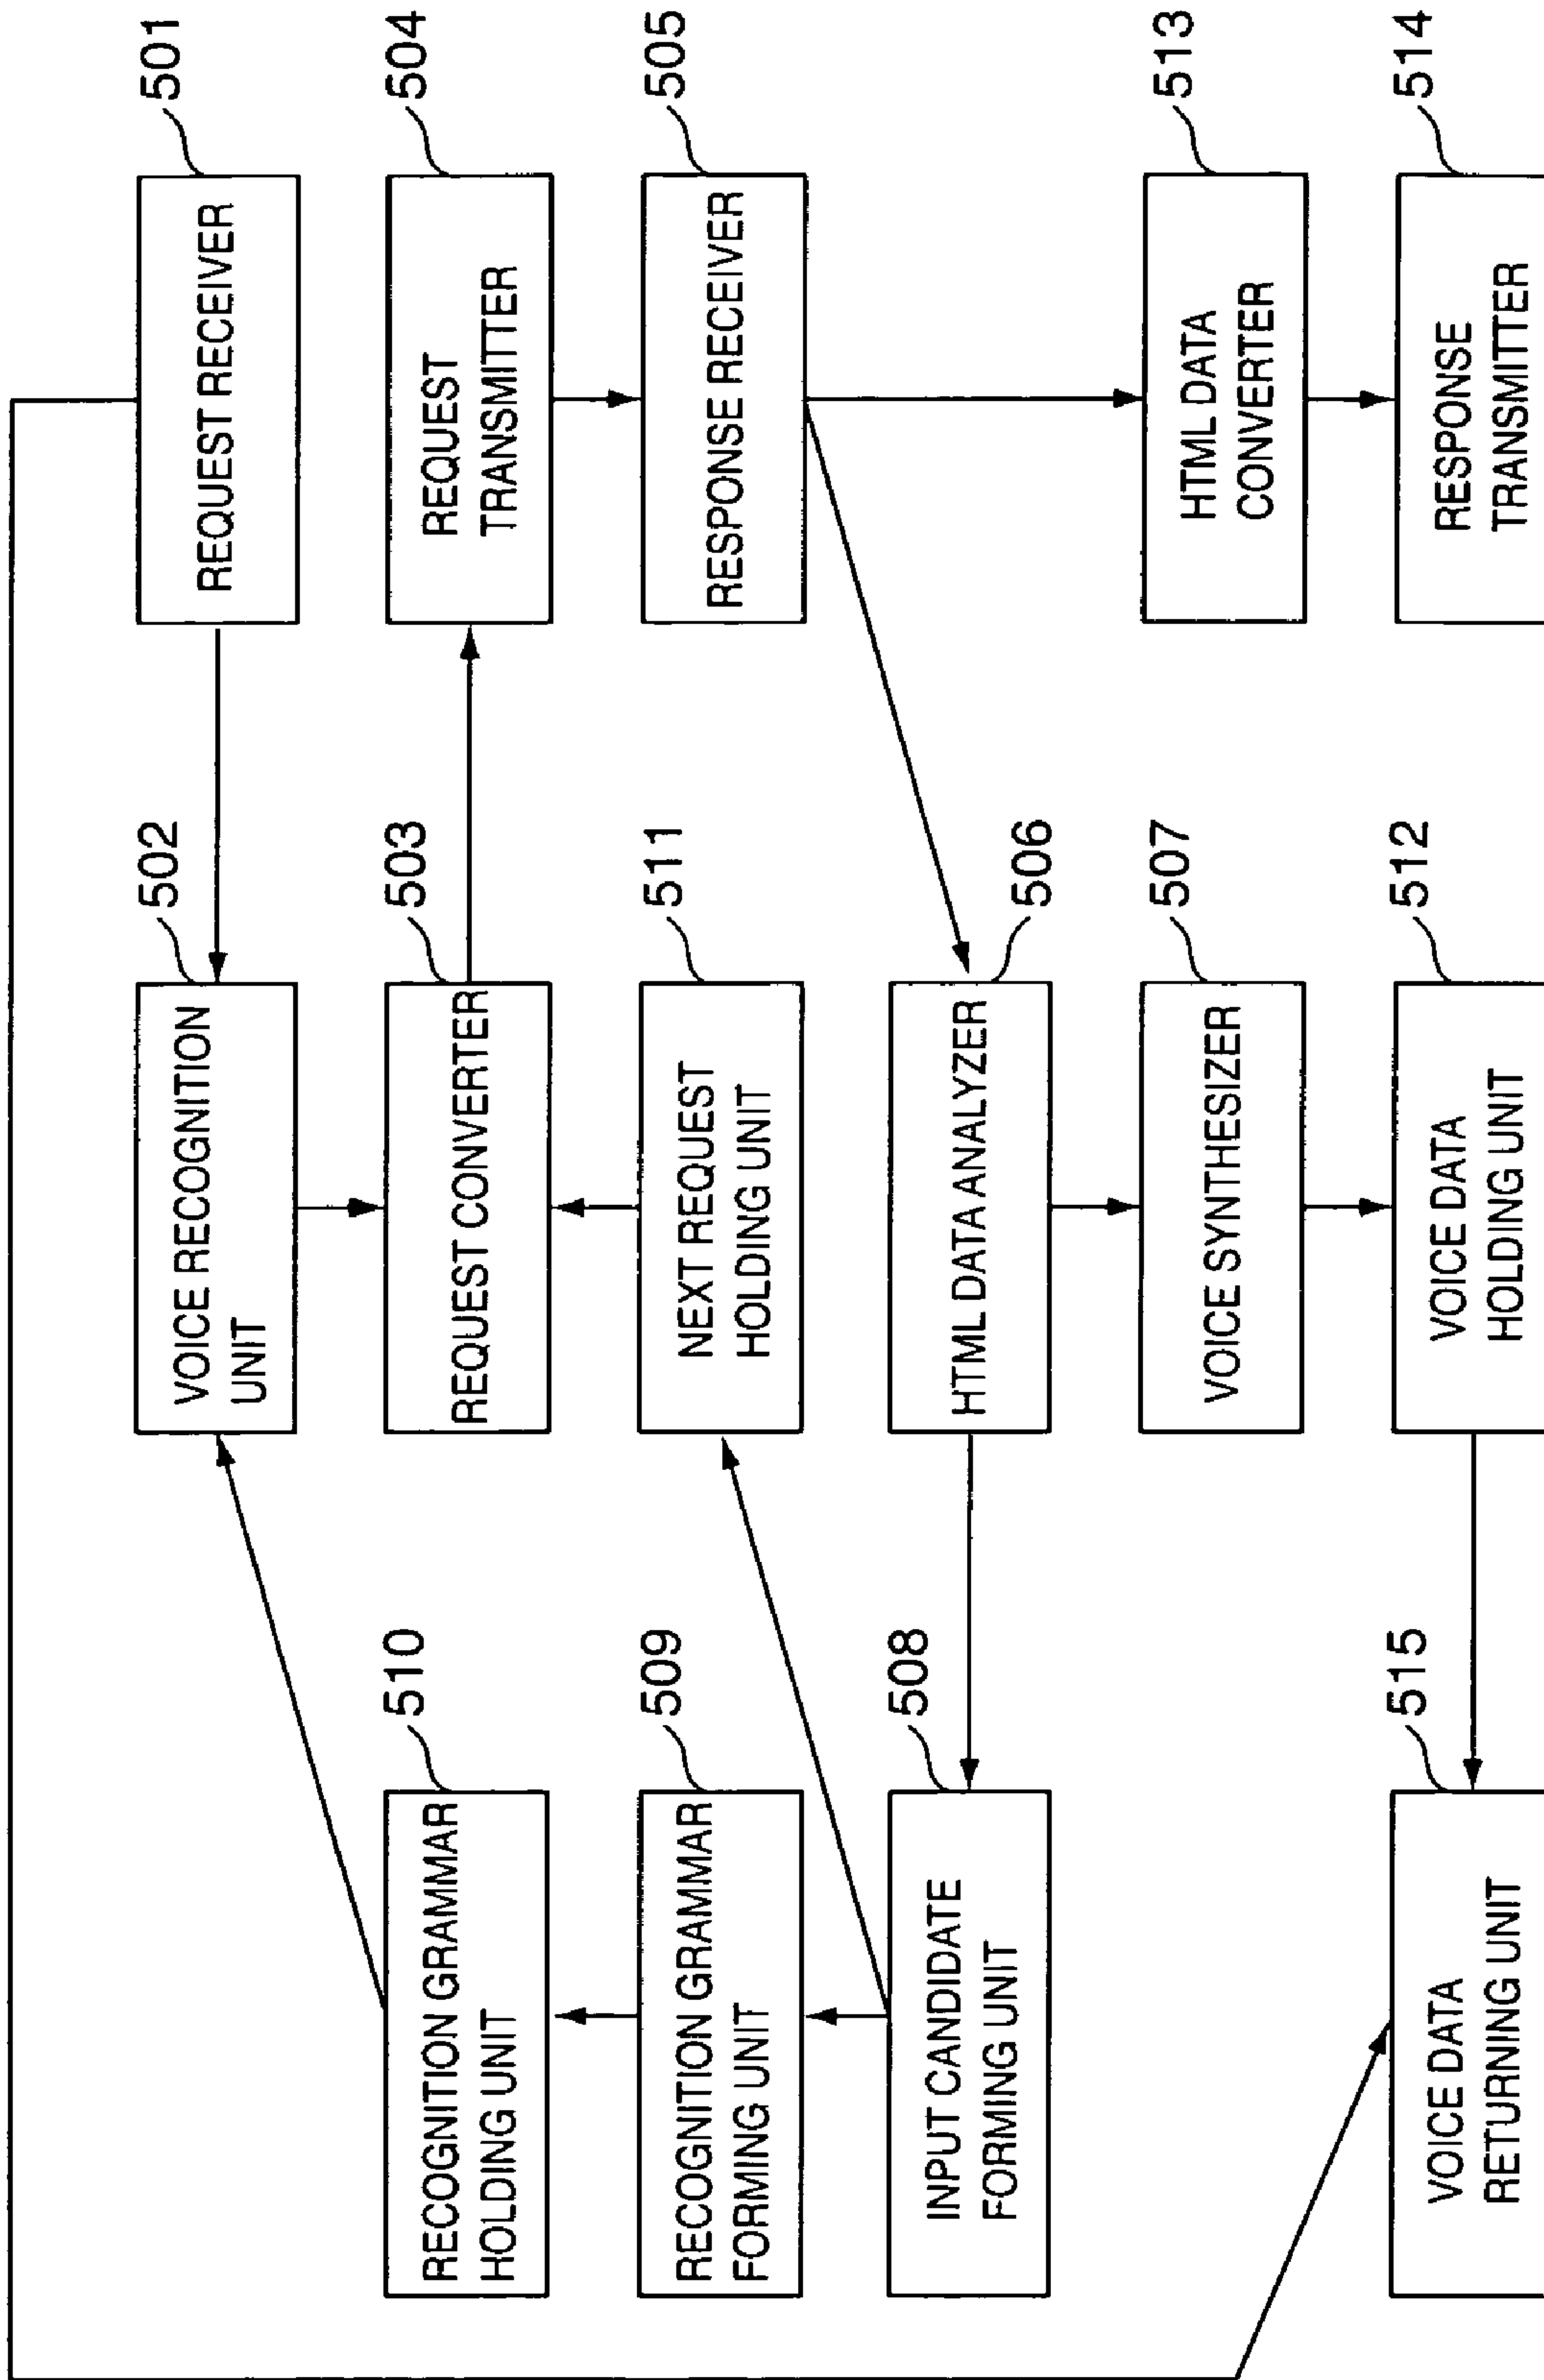 501
REQUEST RECEIVER
502
VOICE RECOGNITION
UNIT
504
REQUEST
TRANSMITTER
503
REQUEST CONVERTER
510
RECOGNITION GRAMMAR
HOLDING UNIT
505
RESPONSE RECEIVER
511
NEXT REQUEST
HOLDING UNIT
509
RECOGNITION GRAMMAR
FORMING UNIT
506
HTML DATA ANALYZER
508
INPUT CANDIDATE
FORMING UNIT
513
HTML DATA
CONVERTER
507
VOICE SYNTHESIZER
514
RESPONSE
TRANSMITTER
512
VOICE DATA
HOLDING UNIT
515
VOICE DATA
RETURNING UNIT